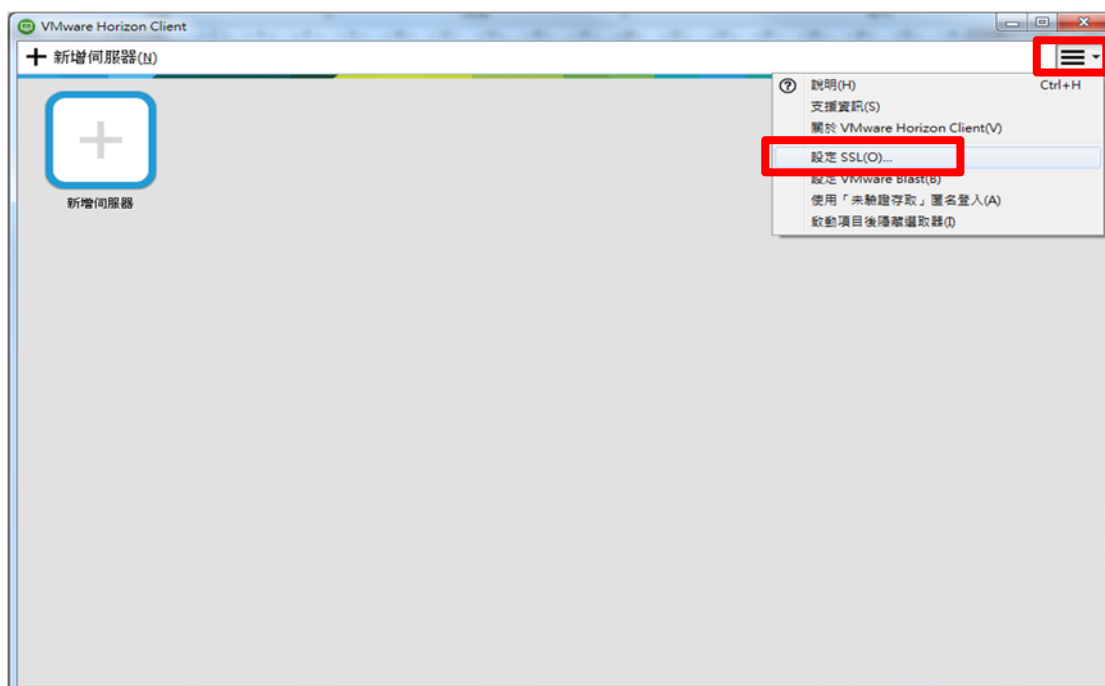 VMware Horizon Client
新增伺服器(N)
說明(H) Ctrl+H
支援資訊(S)
關於 VMware Horizon Client(V)
設定 SSL(O)...
設定 VMware Blast(B)
使用「未驗證存取」匿名登入(A)
啟動項目後隱藏選取器(I)
新增伺服器